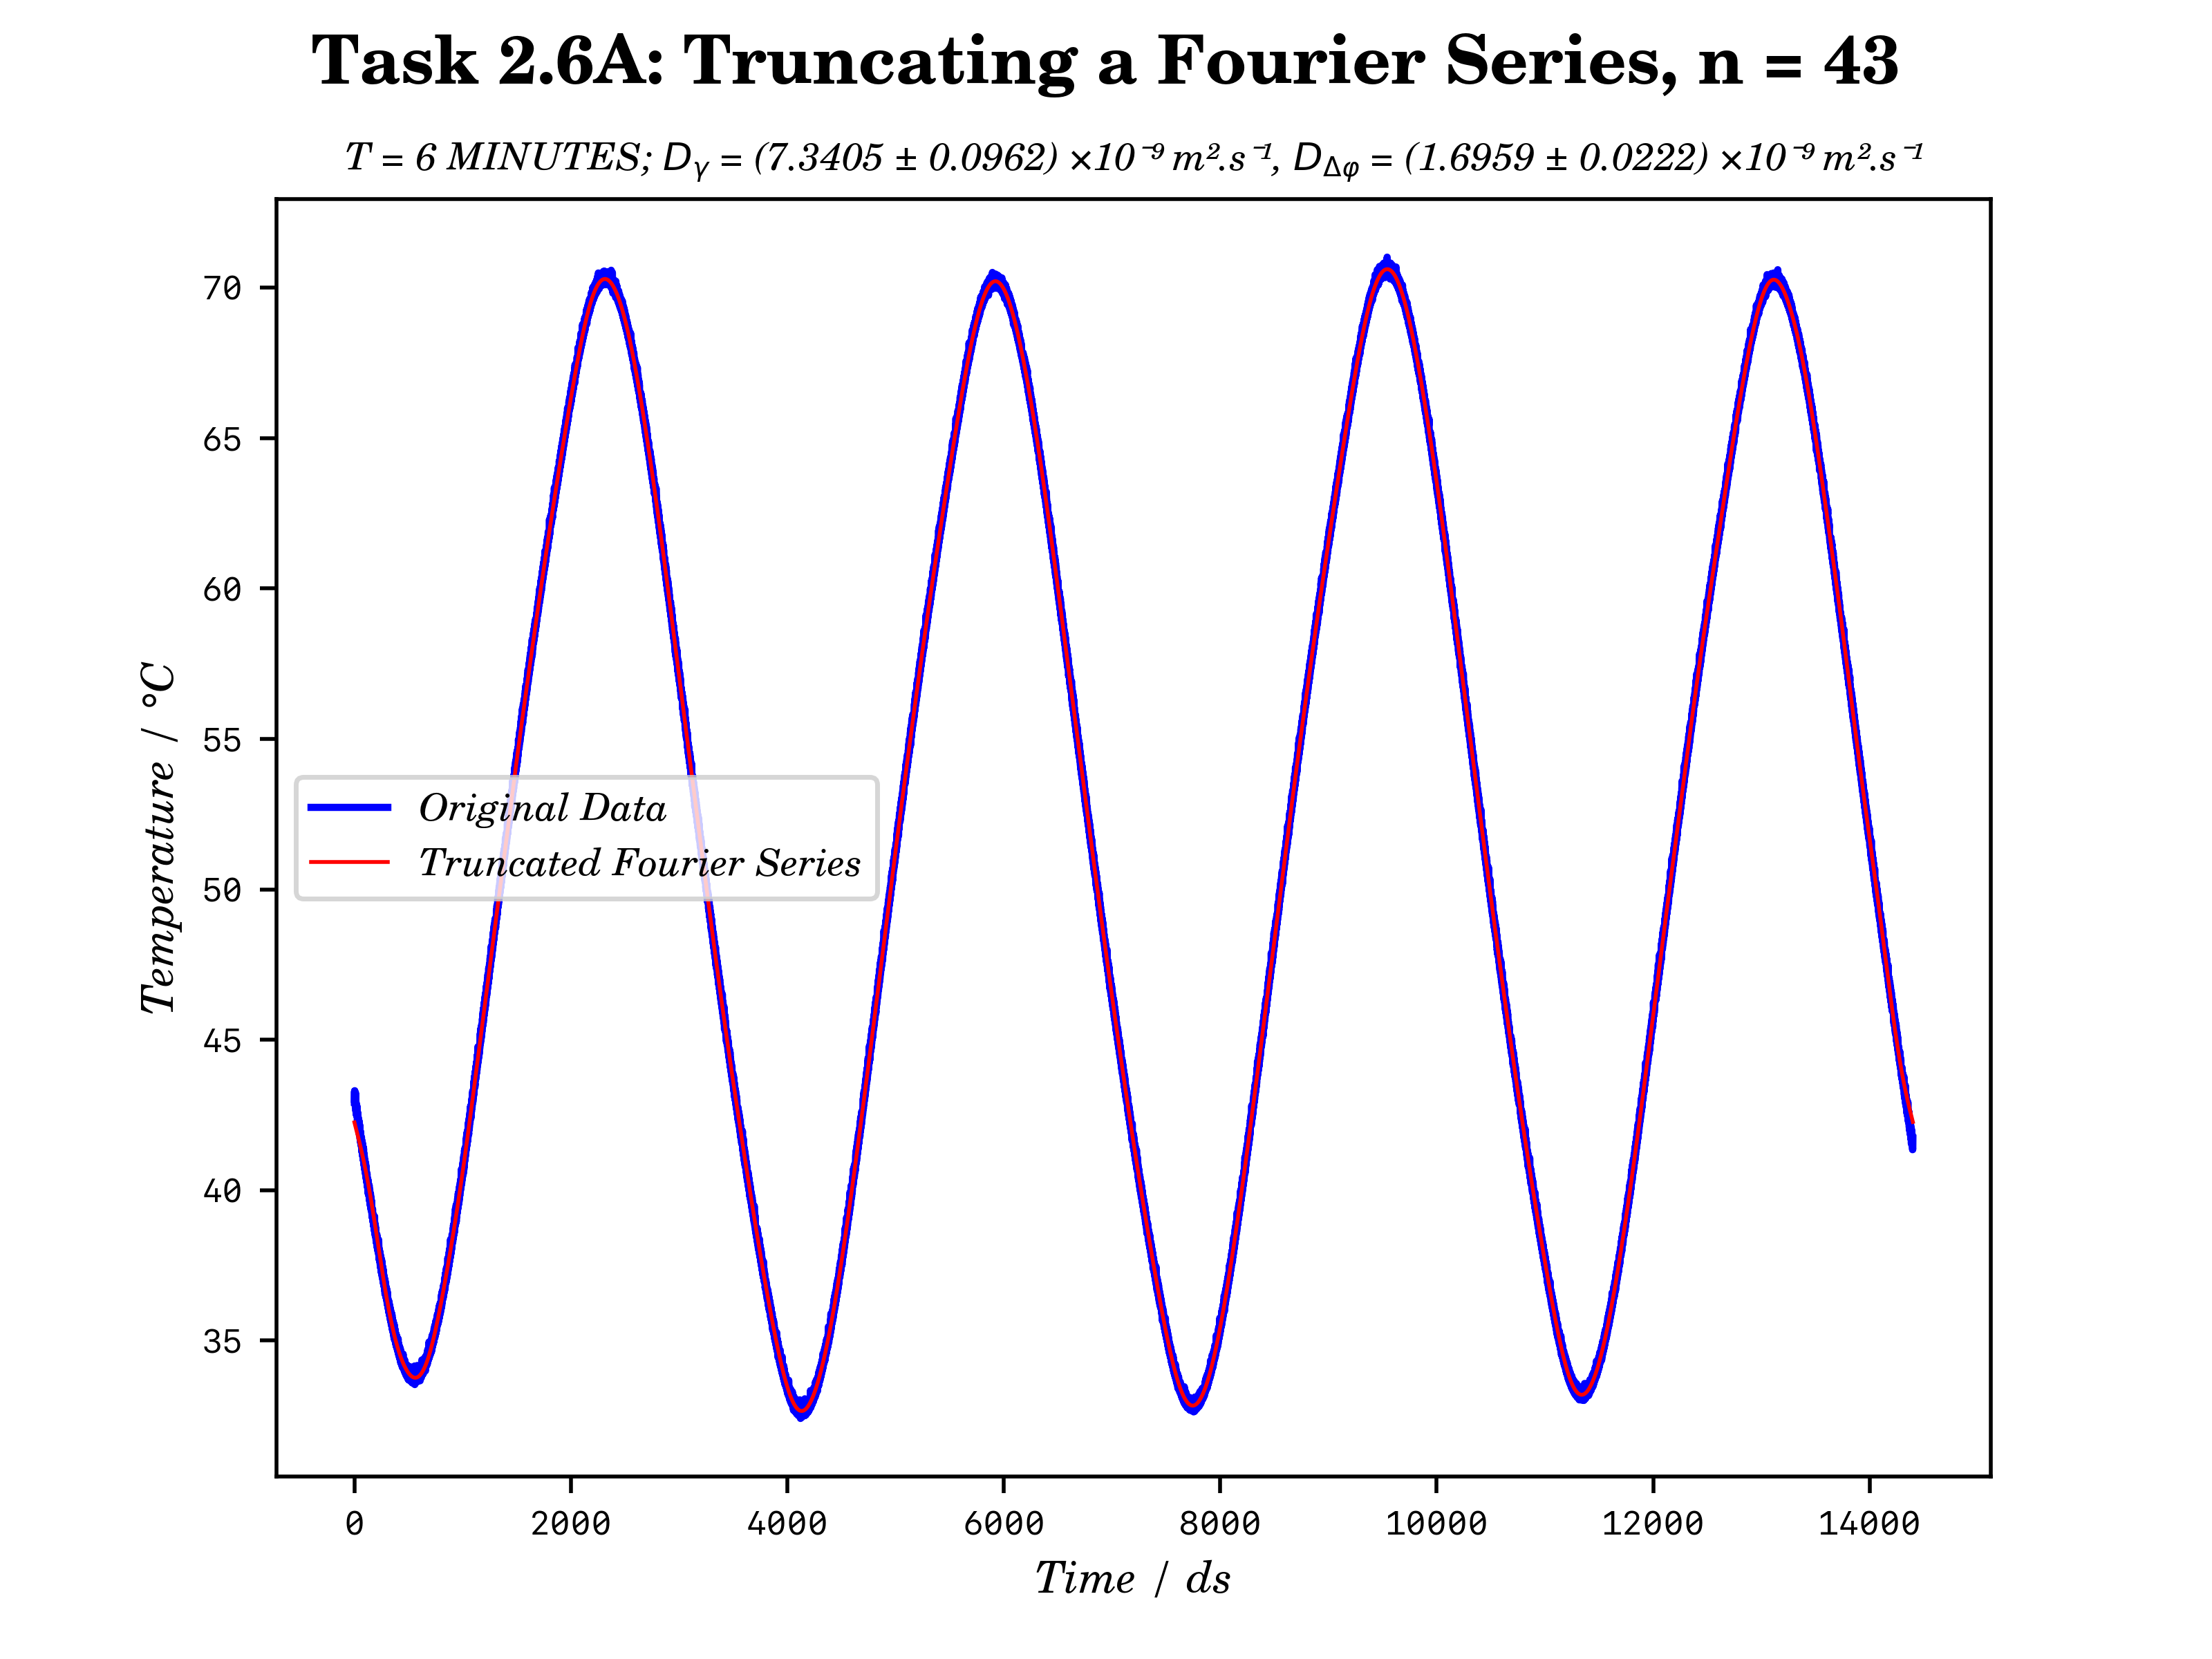 Task 2.6A: Truncating a Fourier Series, n = 43
T = 6 MINUTES; Dᵧ = (7.3405 ± 0.0962) ×10⁻⁹ m².s⁻¹, D_Δφ = (1.6959 ± 0.0222) ×10⁻⁹ m².s⁻¹
Temperature / °C
70
65
60
55
50
45
40
35
Original Data
Truncated Fourier Series
0 2000 4000 6000 8000 10000 12000 14000
Time / ds